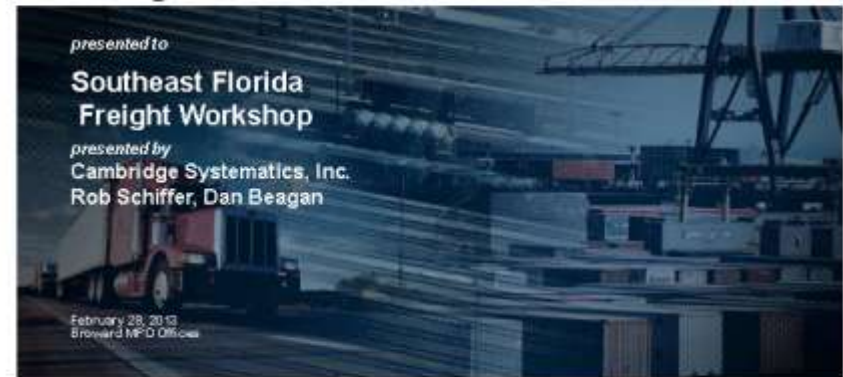 presented to
Southeast Florida
Freight Workshop
presented by
Cambridge Systematics, Inc.
Rob Schiffer, Dan Beagan
February 28, 2013
Broward MPO Offices